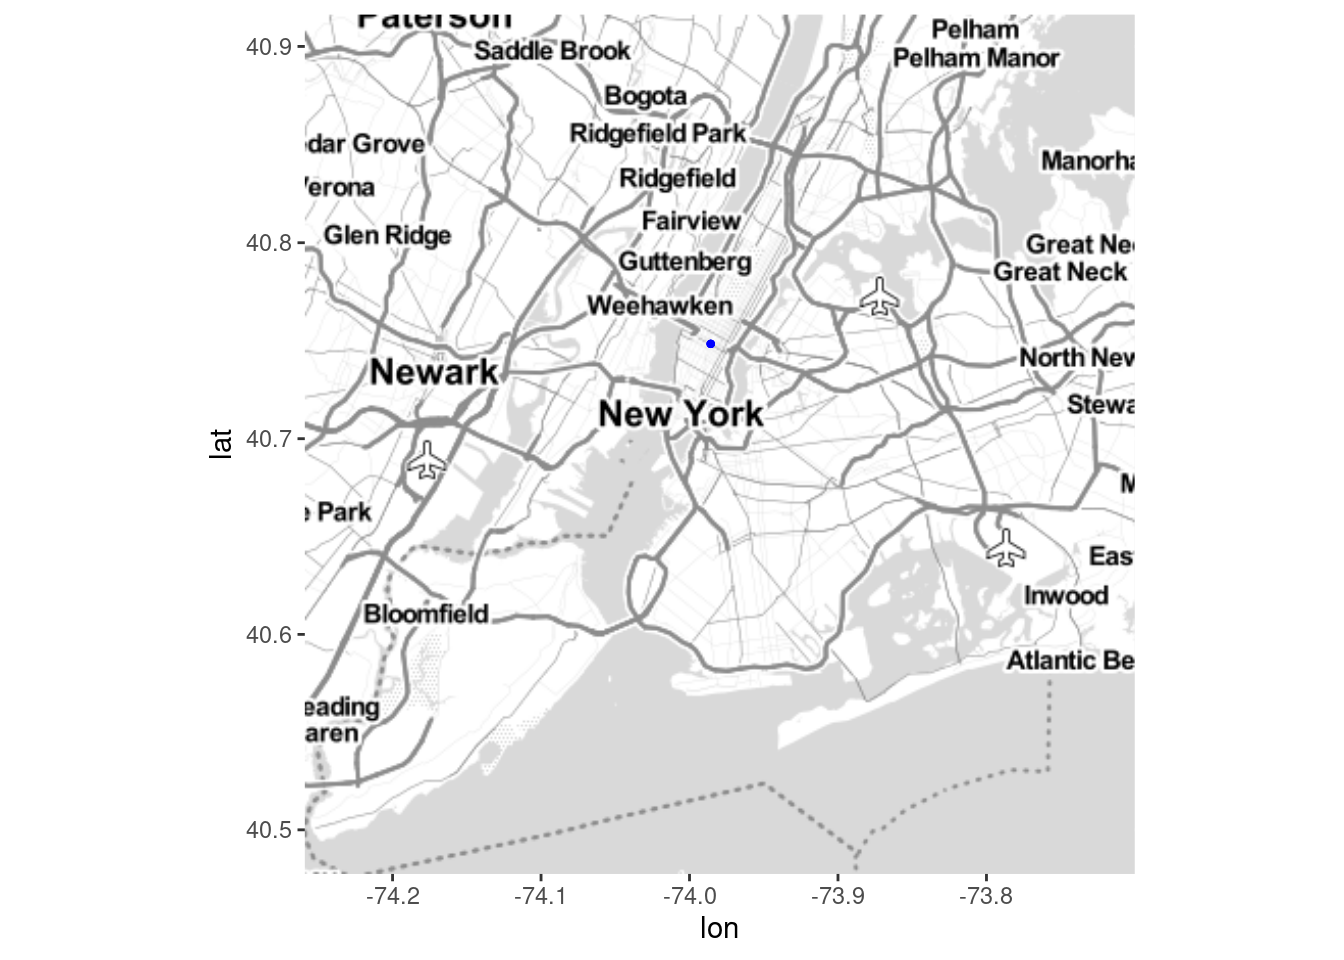 Paterson
Pelham
Pelham Manor
Saddle Brook
40.9
Bogota
Ridgefield Park
edar Grove
Manorha
Ridgefield
Verona
Fairview
Glen Ridge
40.8
Great Ne
Guttenberg
Great Neck
Weehawken
North New
Newark
Stewa
New York
lat
40.7
M
e Park
East
Inwood
Bloomfield
40.6
Atlantic Be
eading
aren
40.5
-74.2
-74.1
-74.0
-73.9
-73.8
lon